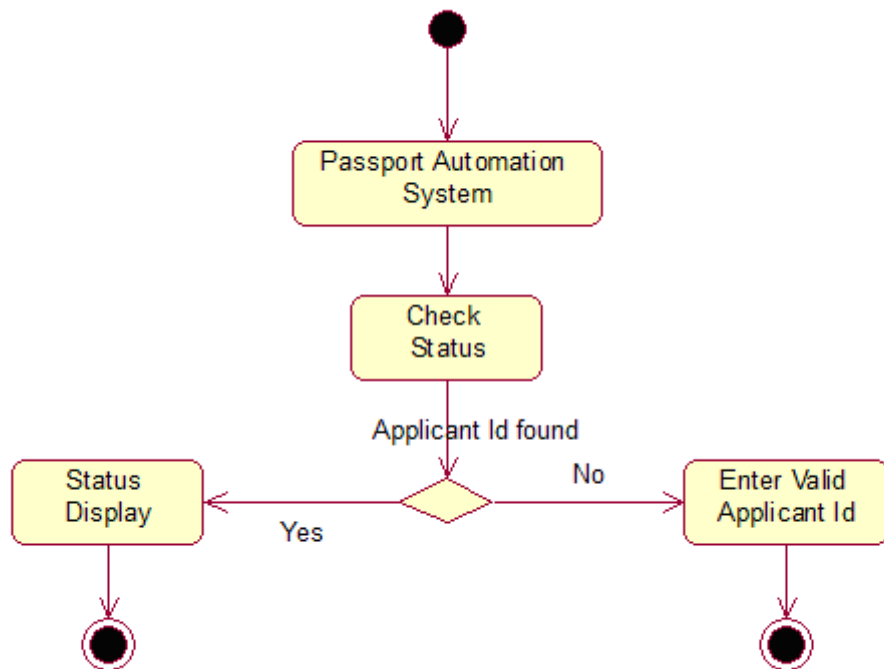 Passport Automation
System
Check
Status
Applicant Id found
Status
Display
Yes
No
Enter Valid
Applicant Id